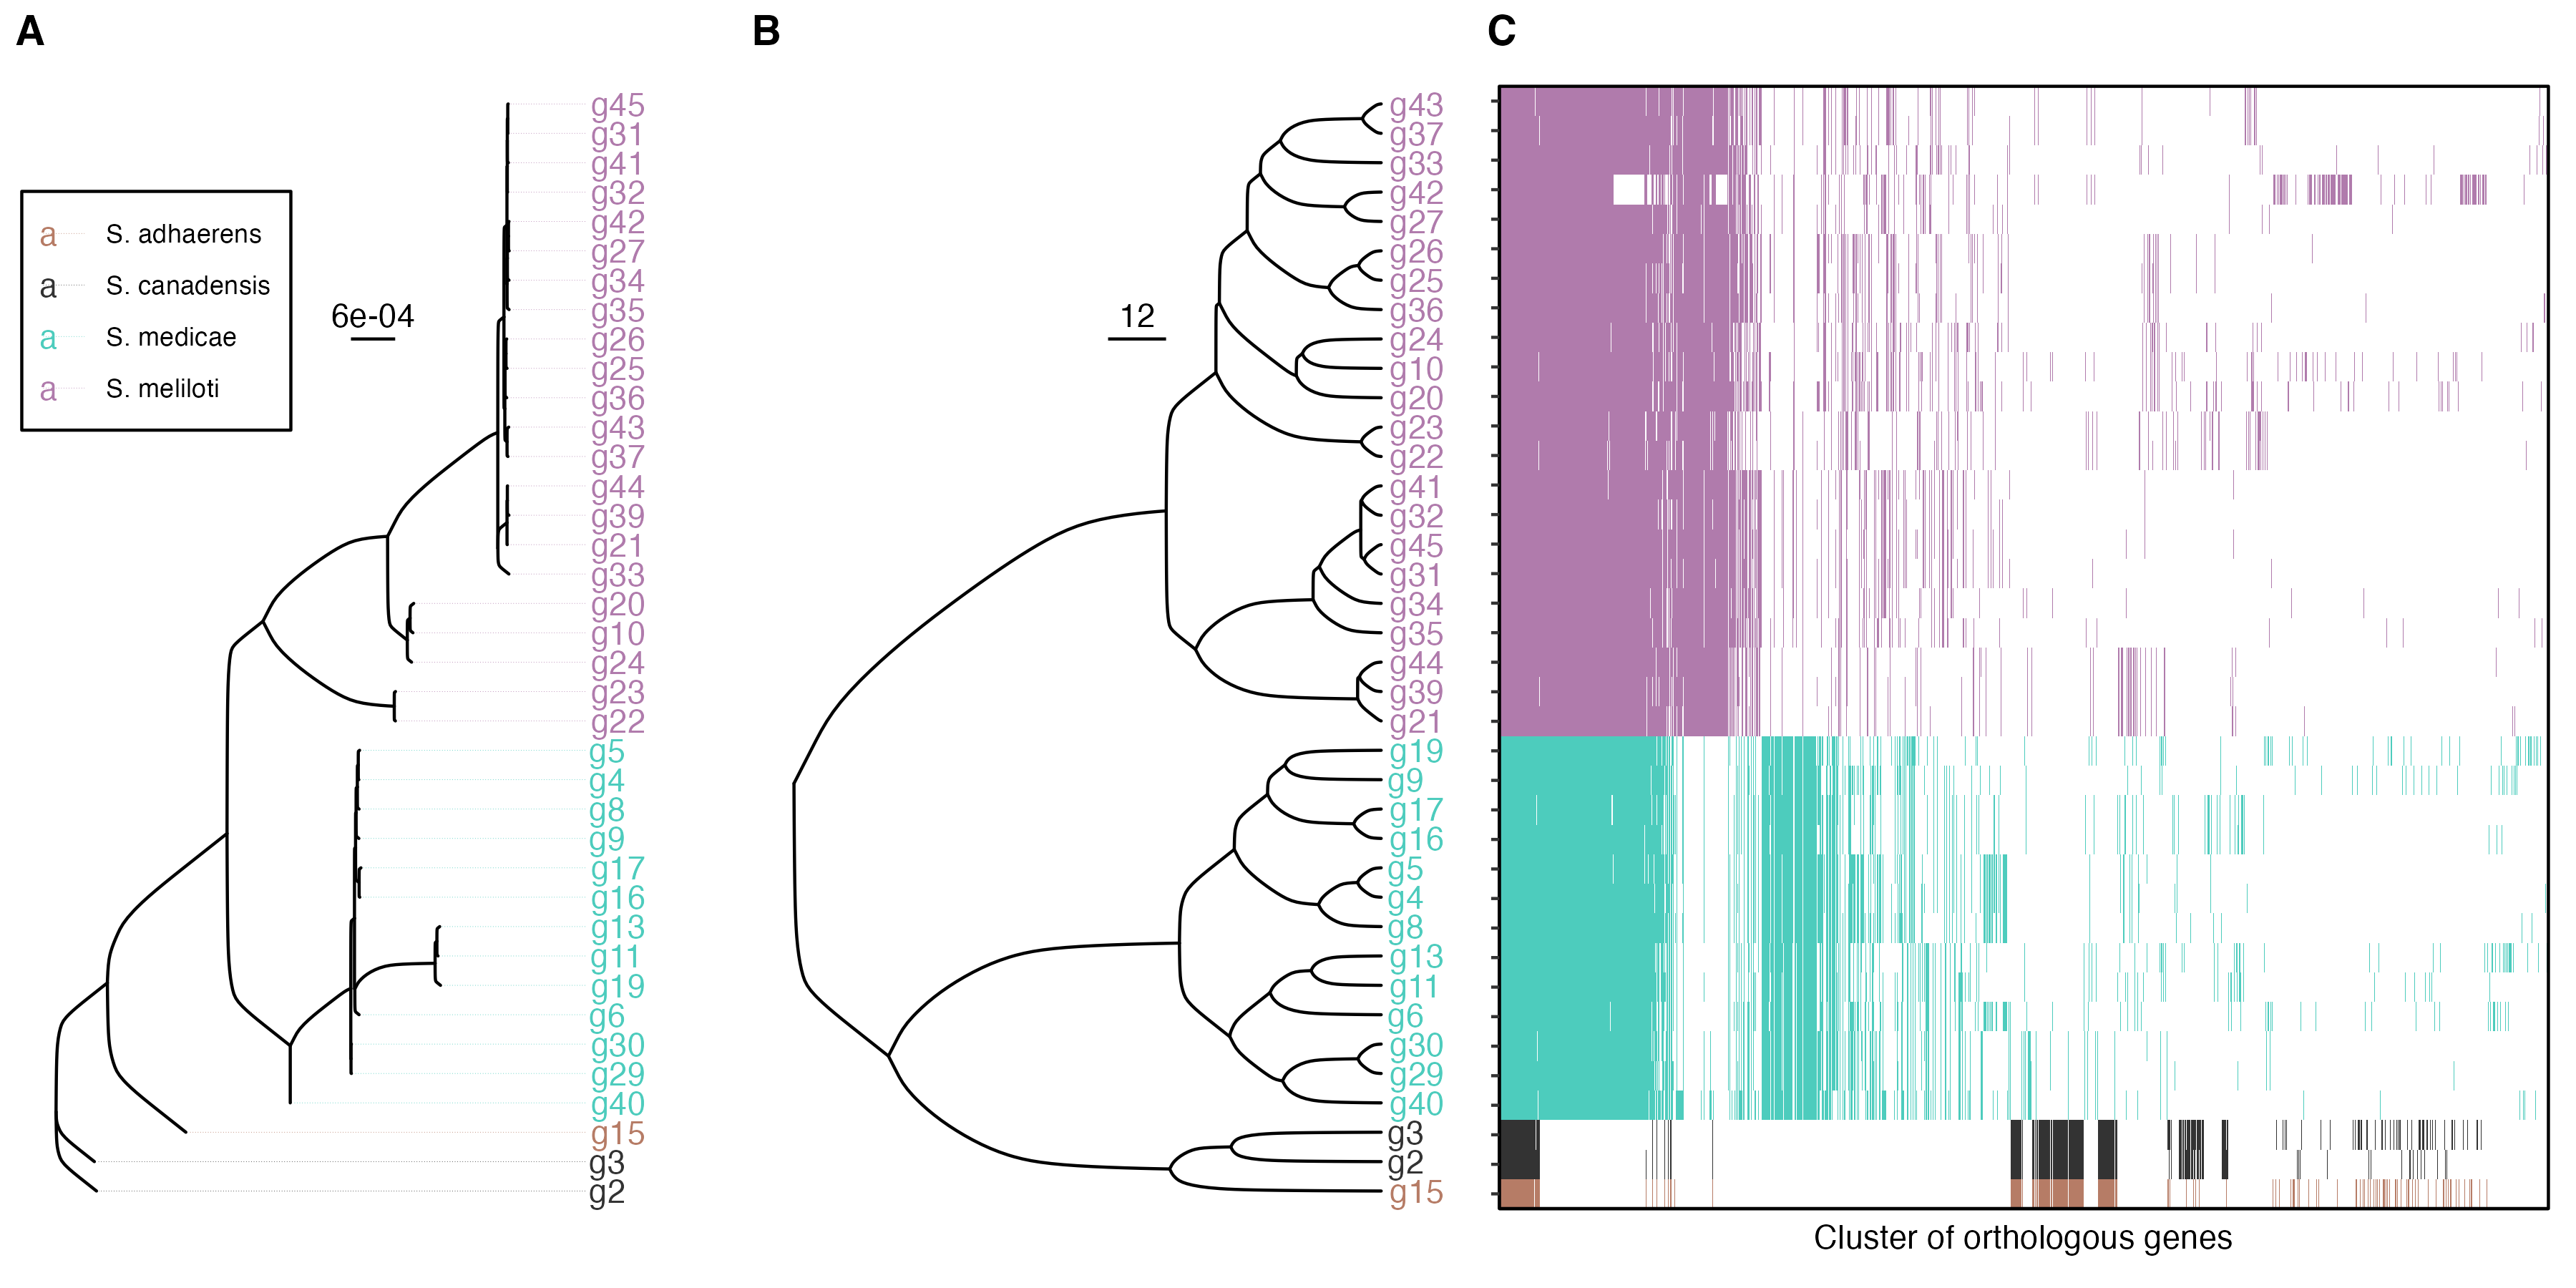 A
B
C
a S. adhaerens
a S. canadensis
a S. medicae
a S. meliloti
6e-04
g45
g31
g41
g32
g42
g27
g34
g35
g26
g25
g36
g43
g37
g44
g39
g21
g33
g20
g10
g24
g23
g22
g5
g4
g8
g9
g17
g16
g13
g11
g19
g6
g30
g29
g40
g15
g3
g2
12
g43
g37
g33
g42
g27
g26
g25
g36
g24
g10
g20
g23
g22
g41
g32
g45
g31
g34
g35
g44
g39
g21
g19
g9
g17
g16
g5
g4
g8
g13
g11
g6
g30
g29
g40
g3
g2
g15
Cluster of orthologous genes